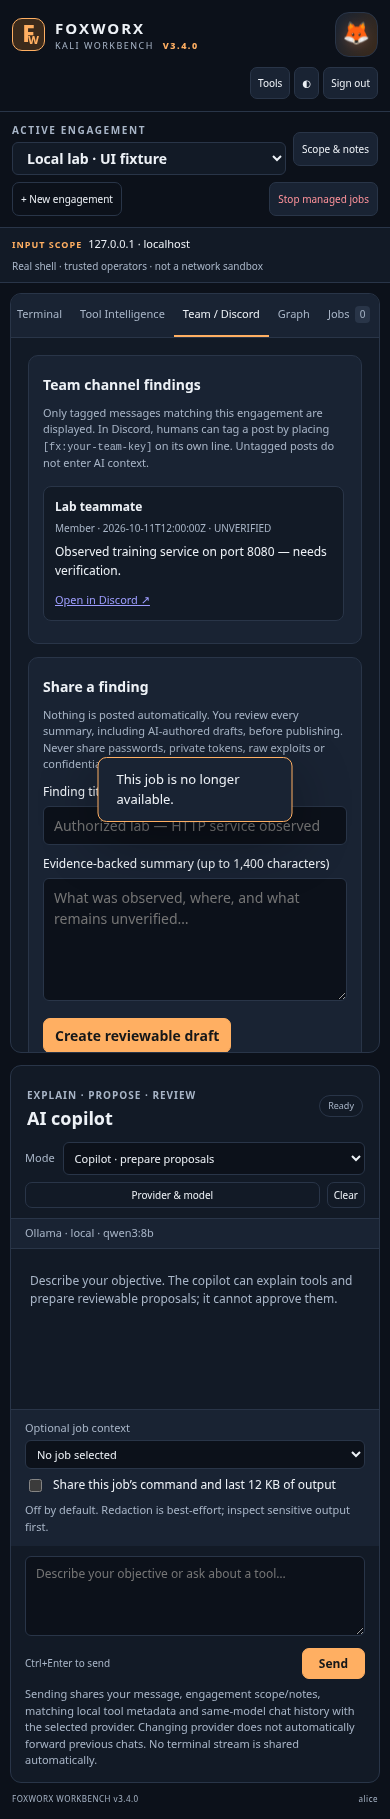 FOXWORX
KALI WORKBENCH V3.4.0
Tools
◐
Sign out
ACTIVE ENGAGEMENT
Local lab · UI fixture
Scope & notes
+ New engagement
Stop managed jobs
INPUT SCOPE 127.0.0.1 · localhost
Real shell · trusted operators · not a network sandbox
Terminal
Tool Intelligence
Team / Discord
Graph
Jobs 0
Team channel findings
Only tagged messages matching this engagement are
displayed. In Discord, humans can tag a post by placing
[fx:your-team-key] on its own line. Untagged posts do
not enter AI context.
Lab teammate
Member · 2026-10-11T12:00:00Z · UNVERIFIED
Observed training service on port 8080 — needs
verification.
Open in Discord ↗
Share a finding
Nothing is posted automatically. You review every
summary, including AI-authored drafts, before publishing.
Never share passwords, private tokens, raw exploits or
This job is no longer
available.
Finding
Authorized lab — HTTP service observed
Evidence-backed summary (up to 1,400 characters)
What was observed, where, and what
remains unverified...
Create reviewable draft
EXPLAIN · PROPOSE · REVIEW
AI copilot
Ready
Mode
Copilot · prepare proposals
Provider & model
Clear
Ollama · local · qwen3:8b
Describe your objective. The copilot can explain tools and
prepare reviewable proposals; it cannot approve them.
Optional job context
No job selected
Share this job's command and last 12 KB of output
Off by default. Redaction is best-effort; inspect sensitive output
first.
Describe your objective or ask about a tool...
Ctrl+Enter to send
Send
Sending shares your message, engagement scope/notes,
matching local tool metadata and same-model chat history with
the selected provider. Changing provider does not automatically
forward previous chats. No terminal stream is shared
automatically.
FOXWORX WORKBENCH v3.4.0
alice